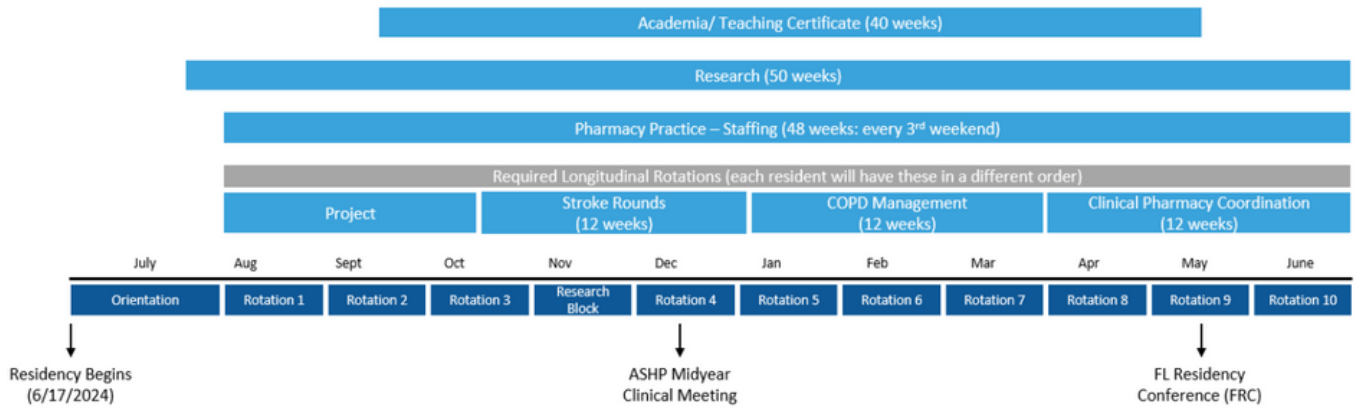 Academia/ Teaching Certificate (40 weeks)
Research (50 weeks)
Pharmacy Practice – Staffing (48 weeks: every 3rd weekend)
Required Longitudinal Rotations (each resident will have these in a different order)
Project
Stroke Rounds
(12 weeks)
COPD Management
(12 weeks)
Clinical Pharmacy Coordination
(12 weeks)
July Aug Sept Oct Nov Dec Jan Feb Mar Apr May June
Orientation
Rotation 1
Rotation 2
Rotation 3
Research
Block
Rotation 4
Rotation 5
Rotation 6
Rotation 7
Rotation 8
Rotation 9
Rotation 10
Residency Begins
(6/17/2024)
ASHP Midyear
Clinical Meeting
FL Residency
Conference (FRC)